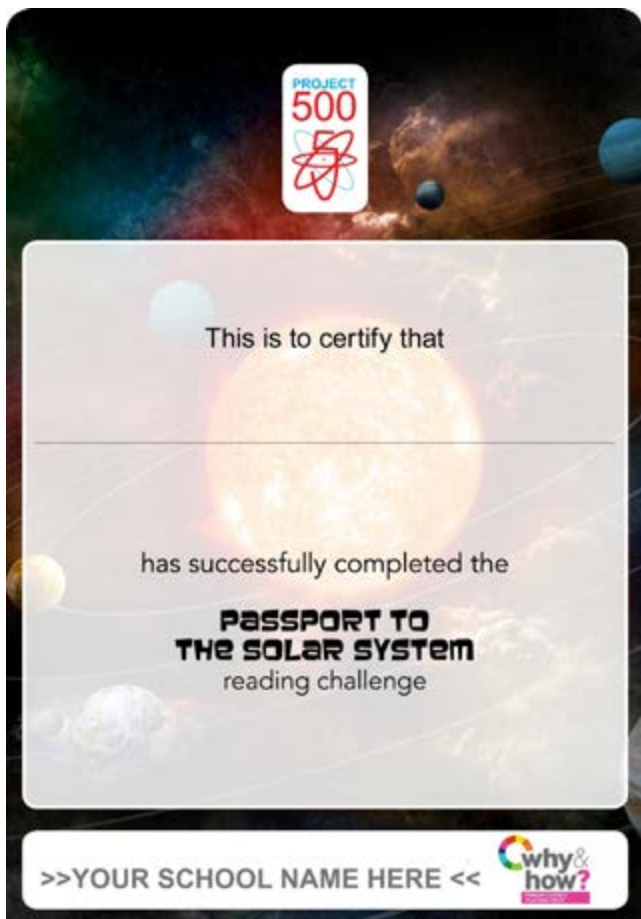 PROJECT
500
This is to certify that
has successfully completed the
PASSPORT TO
THE SOLAR SYSTEM
reading challenge
>>YOUR SCHOOL NAME HERE <<
why&
how?